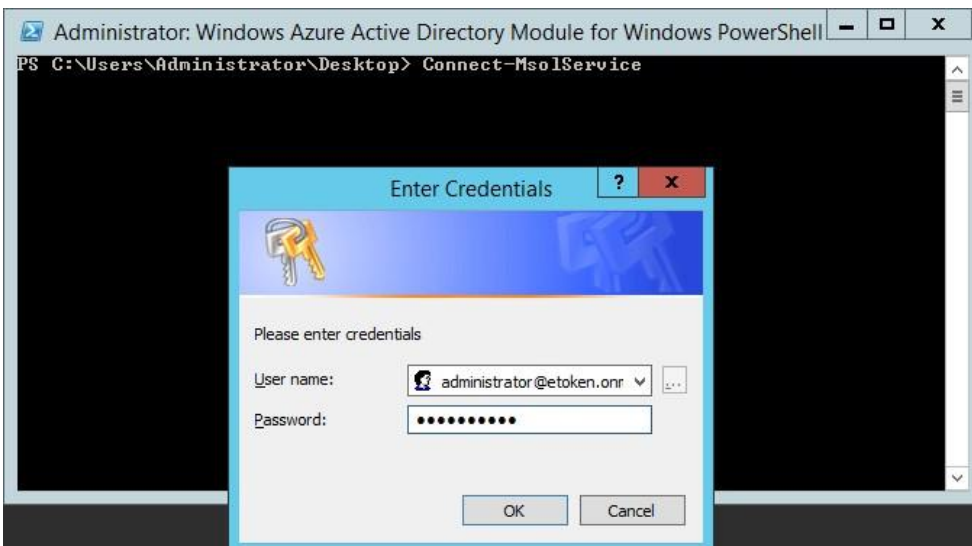 Administrator: Windows Azure Active Directory Module for Windows PowerShell
PS C:\Users\Administrator\Desktop> Connect-MsolService
Enter Credentials
Please enter credentials
User name:
administrator@etoken.onr
...
Password:
●●●●●●●●●●
OK
Cancel